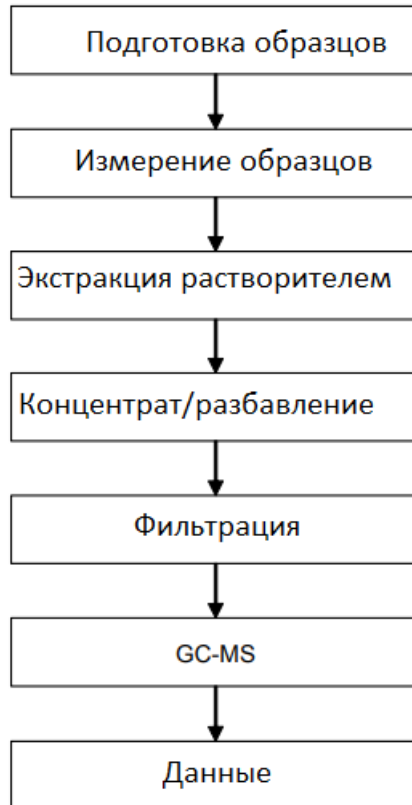 Подготовка образцов
Измерение образцов
Экстракция растворителем
Концентрат/разбавление
Фильтрация
GC-MS
Данные